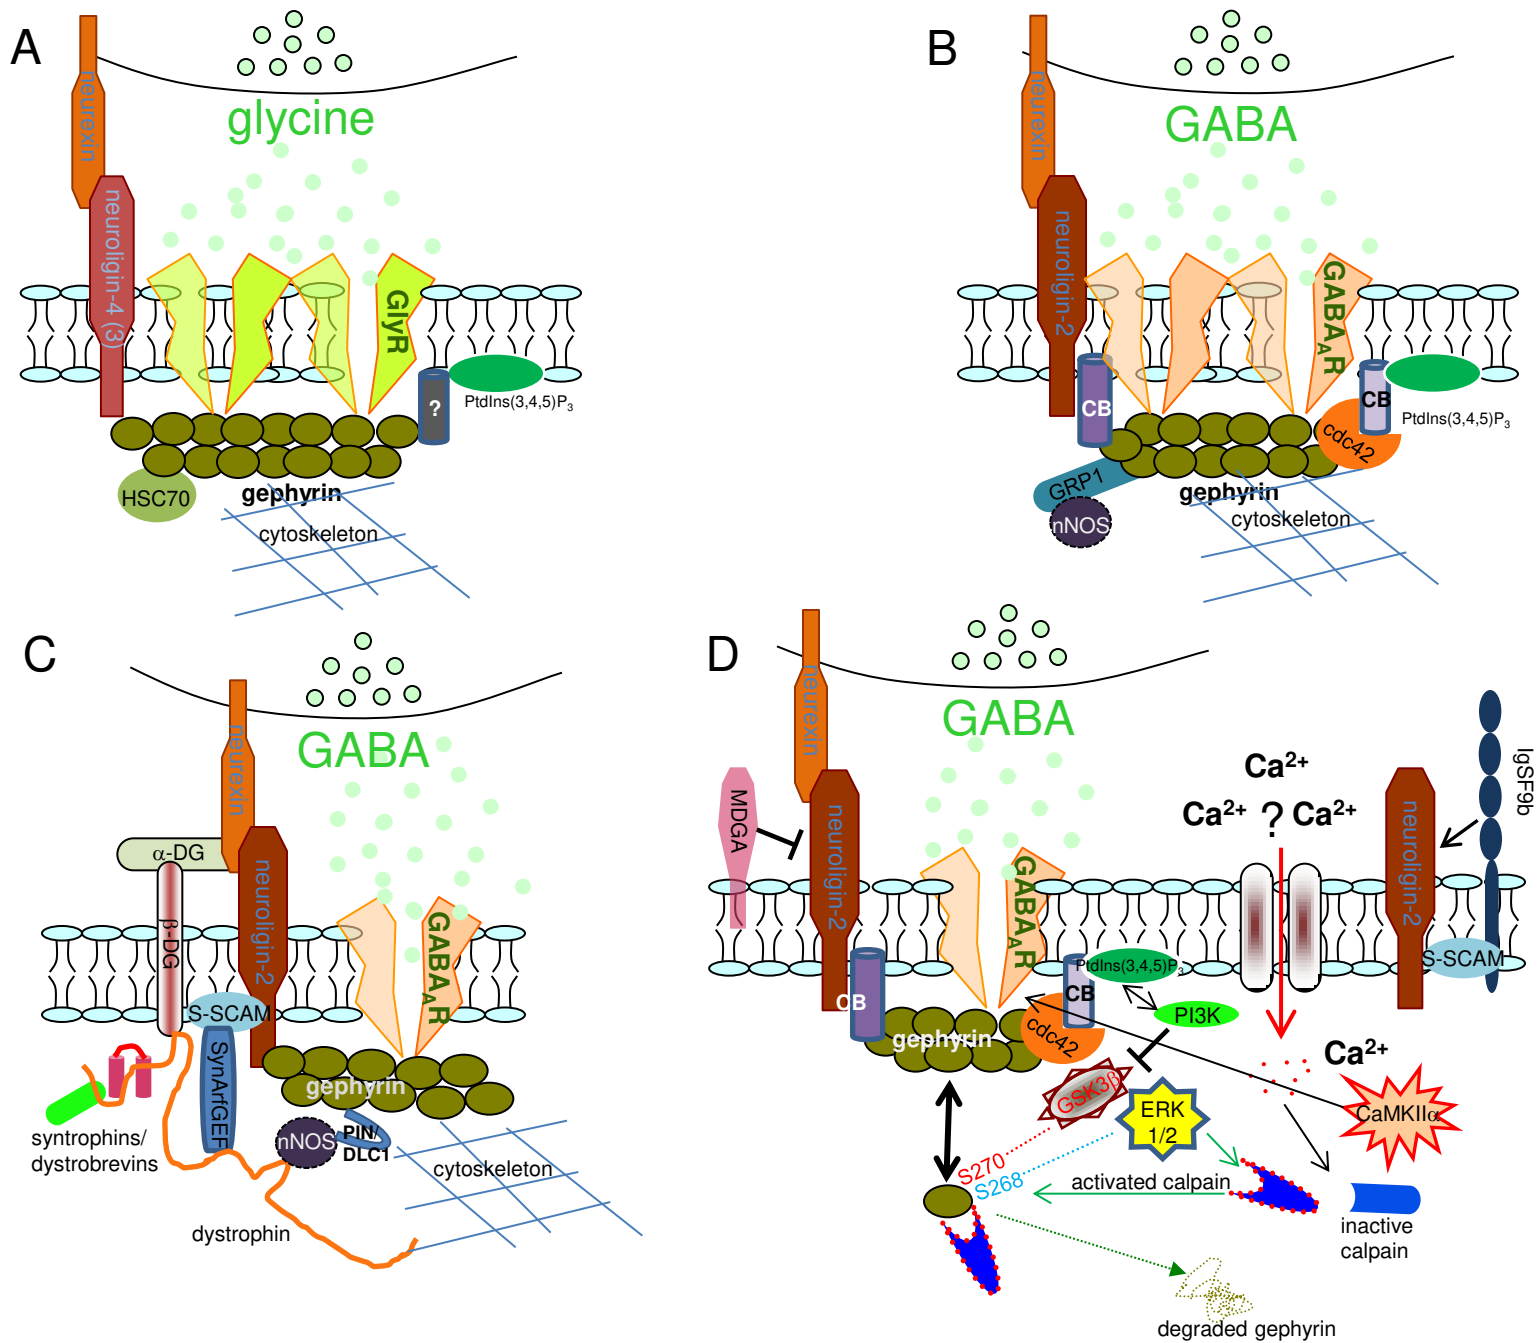 A
neurexin
glycine
neuroligin-4 (3)
GlyR
?
PtdIns(3,4,5)P3
HSC70
gephyrin
cytoskeleton
B
neurexin
GABA
neuroligin-2
GABAAR
CB
CB
PtdIns(3,4,5)P3
cdc42
GRP1
nNOS
gephyrin
cytoskeleton
C
neurexin
GABA
α-DG
β-DG
neuroligin-2
GABAAR
S-SCAM
SynArfGEF
gephyrin
syntrophins/
dystrobrevins
nNOS
PIN/
DLC1
cytoskeleton
dystrophin
D
neurexin
GABA
MDGA
neuroligin-2
GABAAR
Ca2+
Ca2+ ? Ca2+
neuroligin-2
IgSF9b
S-SCAM
CB
CB
PtdIns(3,4,5)P3
PI3K
gephyrin
cdc42
Ca2+
GSK3β
ERK
1/2
CaMKIIα
S270
S268
activated calpain
inactive
calpain
degraded gephyrin